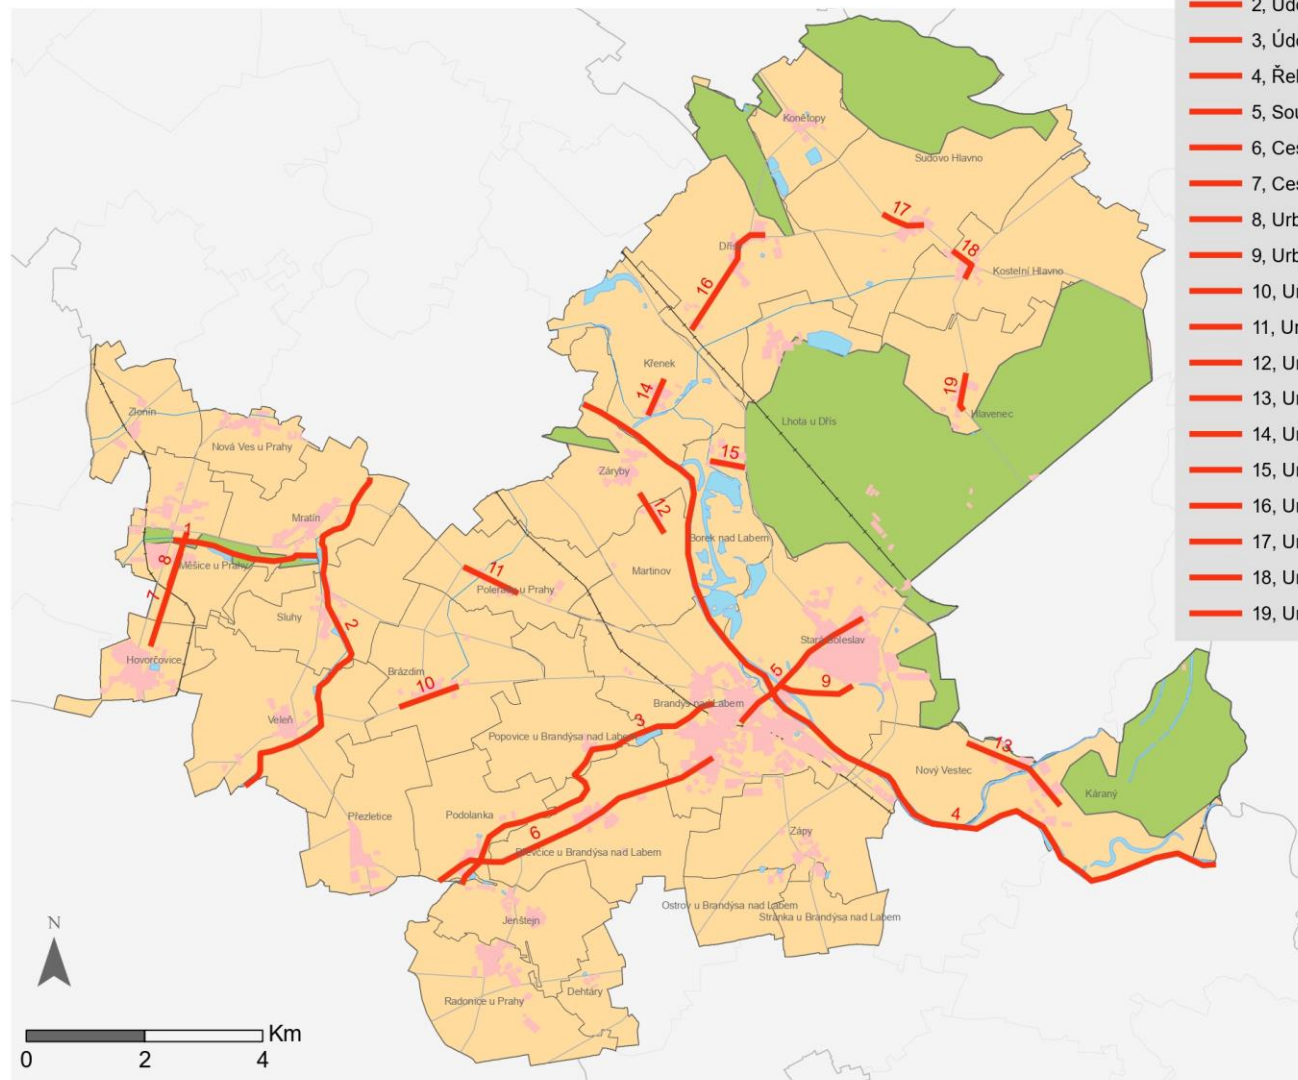 2, Údo
3, Údo
4, Řek
5, Sou
6, Ces
7, Ces
8, Urb
9, Urb
10, Ur
11, Ur
12, Ur
13, Ur
14, Ur
15, Ur
16, Ur
17, Ur
18, Ur
19, Ur
Konětopy
Sudovo Hlavno
17
Dřís
18
Kostelní Hlavno
16
Křenek
14
19
Hlavenec
Zlonín
Lhota u Dřís
Nová Ves u Prahy
15
Záryby
12
Mratín
1
Borek nad Labem
Měšice u Prahy
8
11
Martinov
7
Polerady u Prahy
Sluhy
2
Stará Boleslav
Hovorčovice
Brázdim
5
10
9
Brandýs nad Labem
Veleň
3
Popovice u Brandýsa nad Labem
13
Nový Vestec
Káraný
Přezletice
Podolanka
4
6
Zápy
Dřevčice u Brandýsa nad Labem
Ostrov u Brandýsa nad Labem
Stránka u Brandýsa nad Labem
Jenštejn
N
Dehtáry
Radonice u Prahy
Km
0 2 4